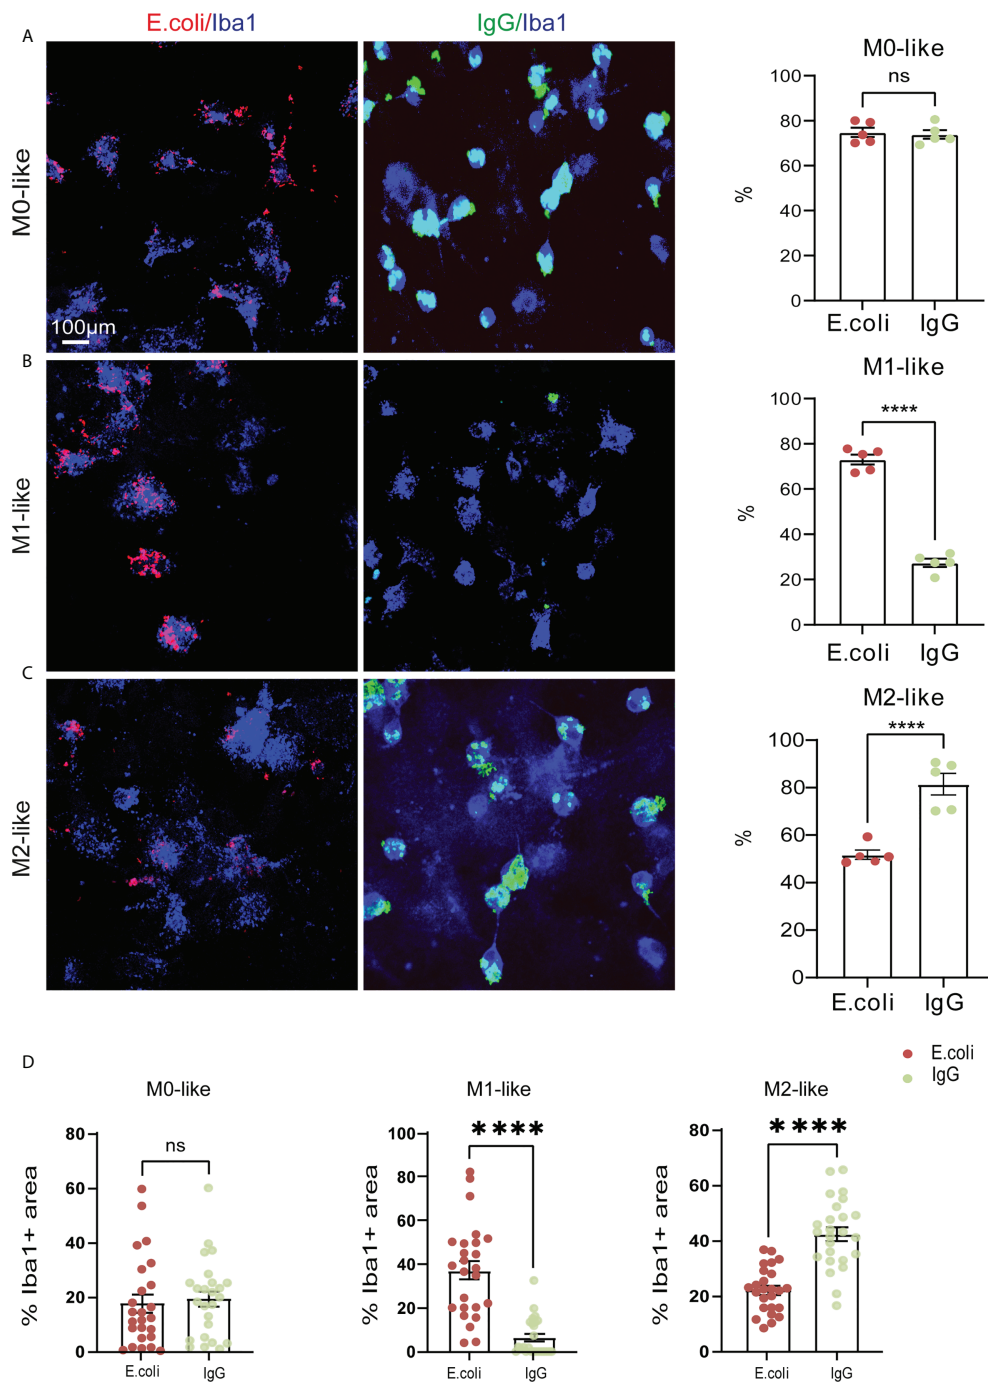 E.coli/Iba1
IgG/Iba1
A
M0-like
100µm
M0-like
ns
100
80
60
40
20
0
%
E.coli
IgG
B
M1-like
M1-like
****
100
80
60
40
20
0
%
E.coli
IgG
C
M2-like
M2-like
****
100
80
60
40
20
0
%
E.coli
IgG
D
E.coli
IgG
M0-like
ns
80
60
40
20
0
% Iba1+ area
E.coli
IgG
M1-like
****
100
80
60
40
20
0
% Iba1+ area
E.coli
IgG
M2-like
****
80
60
40
20
0
% Iba1+ area
E.coli
IgG